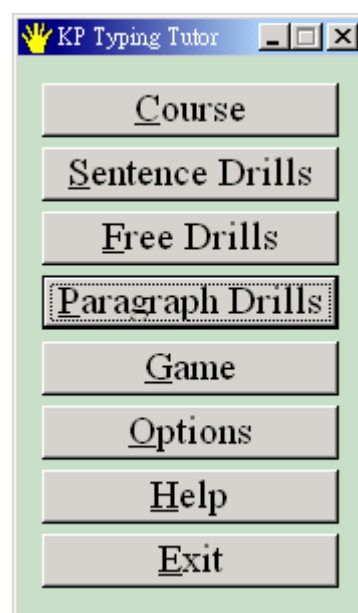 KP Typing Tutor
Course
Sentence Drills
Free Drills
Paragraph Drills
Game
Options
Help
Exit